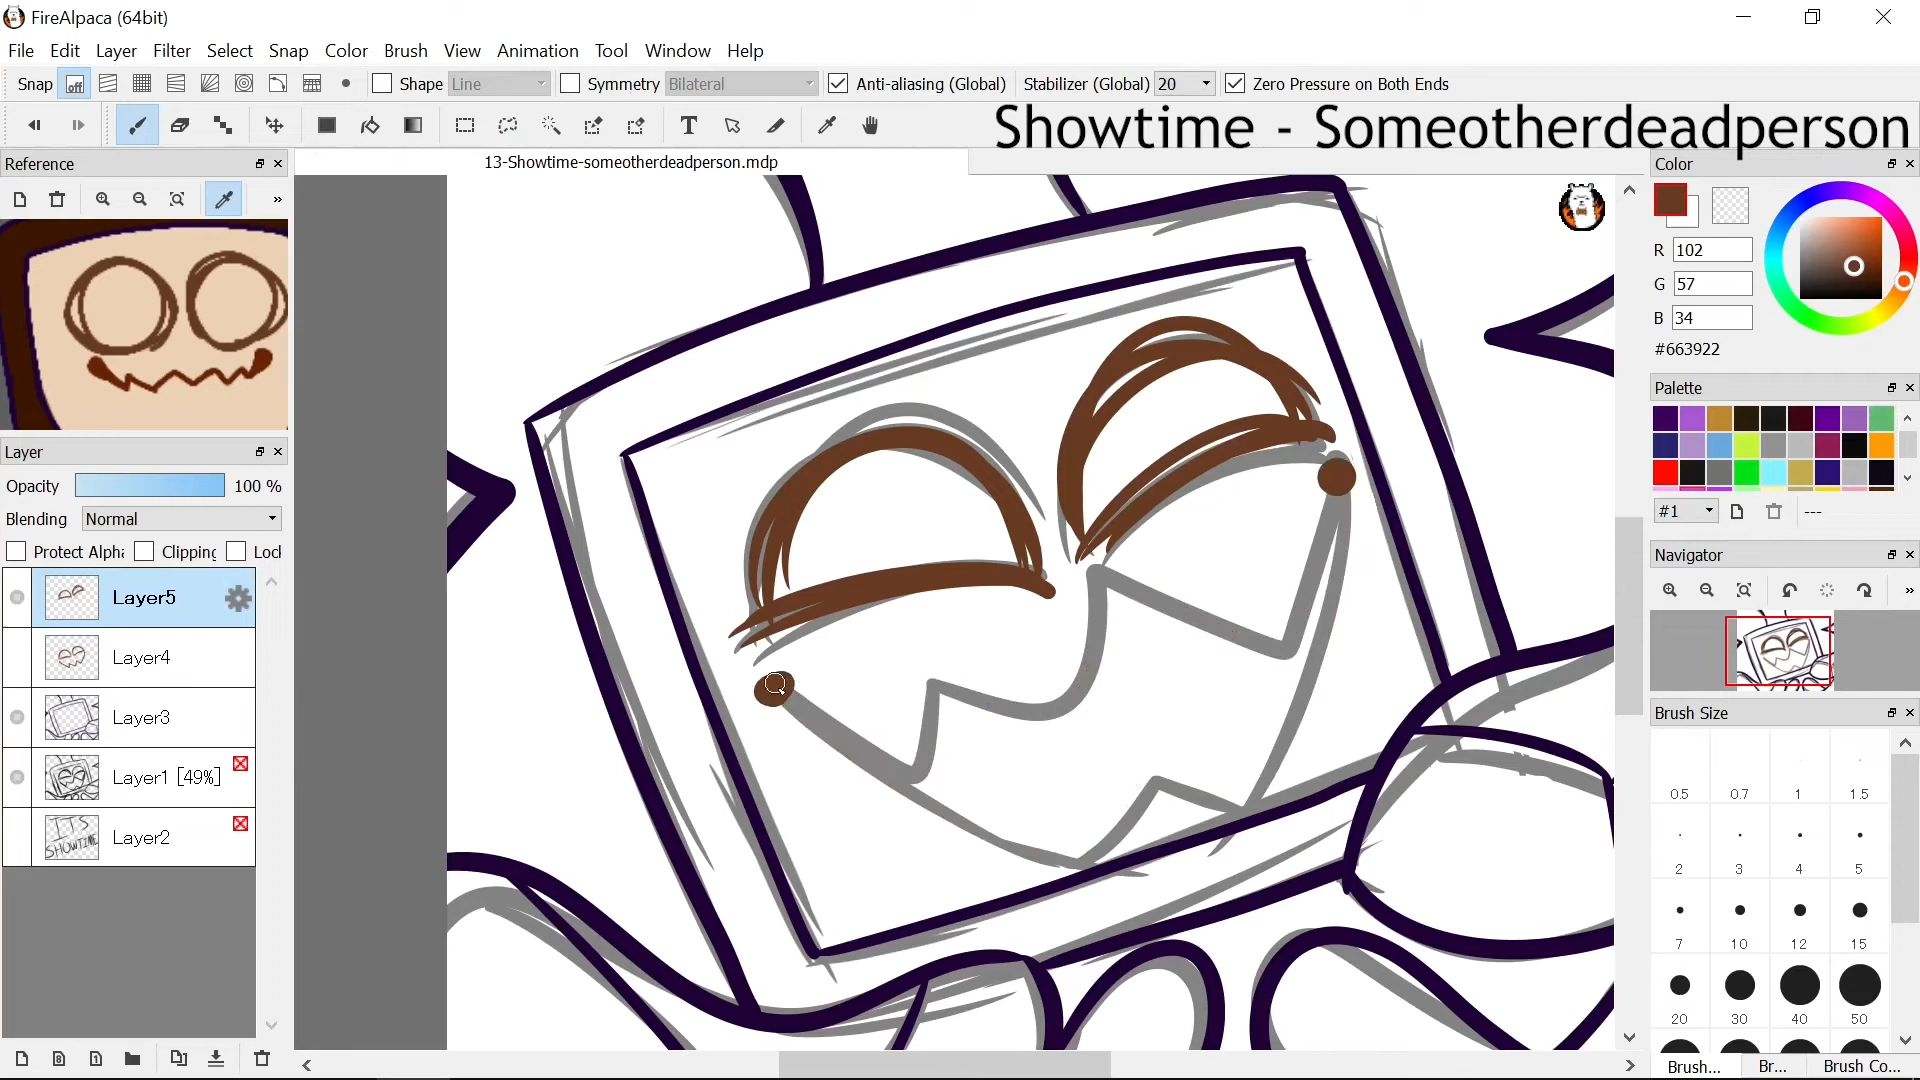 FireAlpaca (64bit)
File Edit Layer Filter Select Snap Color Brush View Animation Tool Window Help
Snap off Shape Line Symmetry Bilateral Anti-aliasing (Global) Stabilizer (Global) 20 Zero Pressure on Both Ends
T
Showtime - Someotherdeadperson
Reference
13-Showtime-someotherdeadperson.mdp
Color
R 102
G 57
B 34
#663922
Palette
#1 ---
Layer
Opacity 100 %
Blending Normal
Protect Alpha Clipping Lock
Layer5
Layer4
Layer3
Layer1 [49%]
Layer2
ITS
SHOWTIME
Navigator
Brush Size
0.5 0.7 1 1.5
2 3 4 5
7 10 12 15
20 30 40 50
Brush... Br... Brush Co...